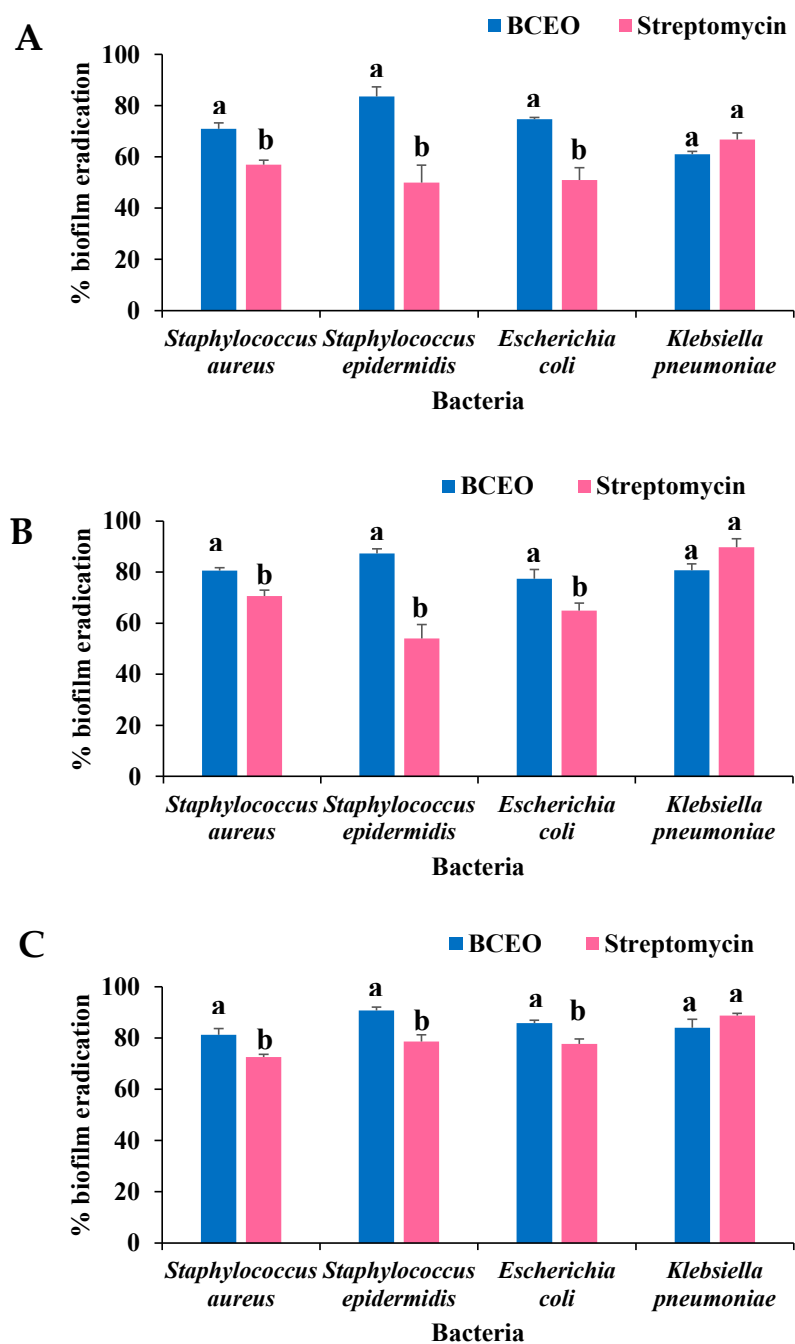 A
BCEO Streptomycin
% biofilm eradication
100
80
60
40
20
0
a b a b a b a a
Staphylococcus Staphylococcus Escherichia Klebsiella
aureus epidermidis coli pneumoniae
Bacteria
B
BCEO Streptomycin
% biofilm eradication
100
80
60
40
20
0
a b a b a b a a
Staphylococcus Staphylococcus Escherichia Klebsiella
aureus epidermidis coli pneumoniae
Bacteria
C
BCEO Streptomycin
% biofilm eradication
100
80
60
40
20
0
a b a b a b a a
Staphylococcus Staphylococcus Escherichia Klebsiella
aureus epidermidis coli pneumoniae
Bacteria